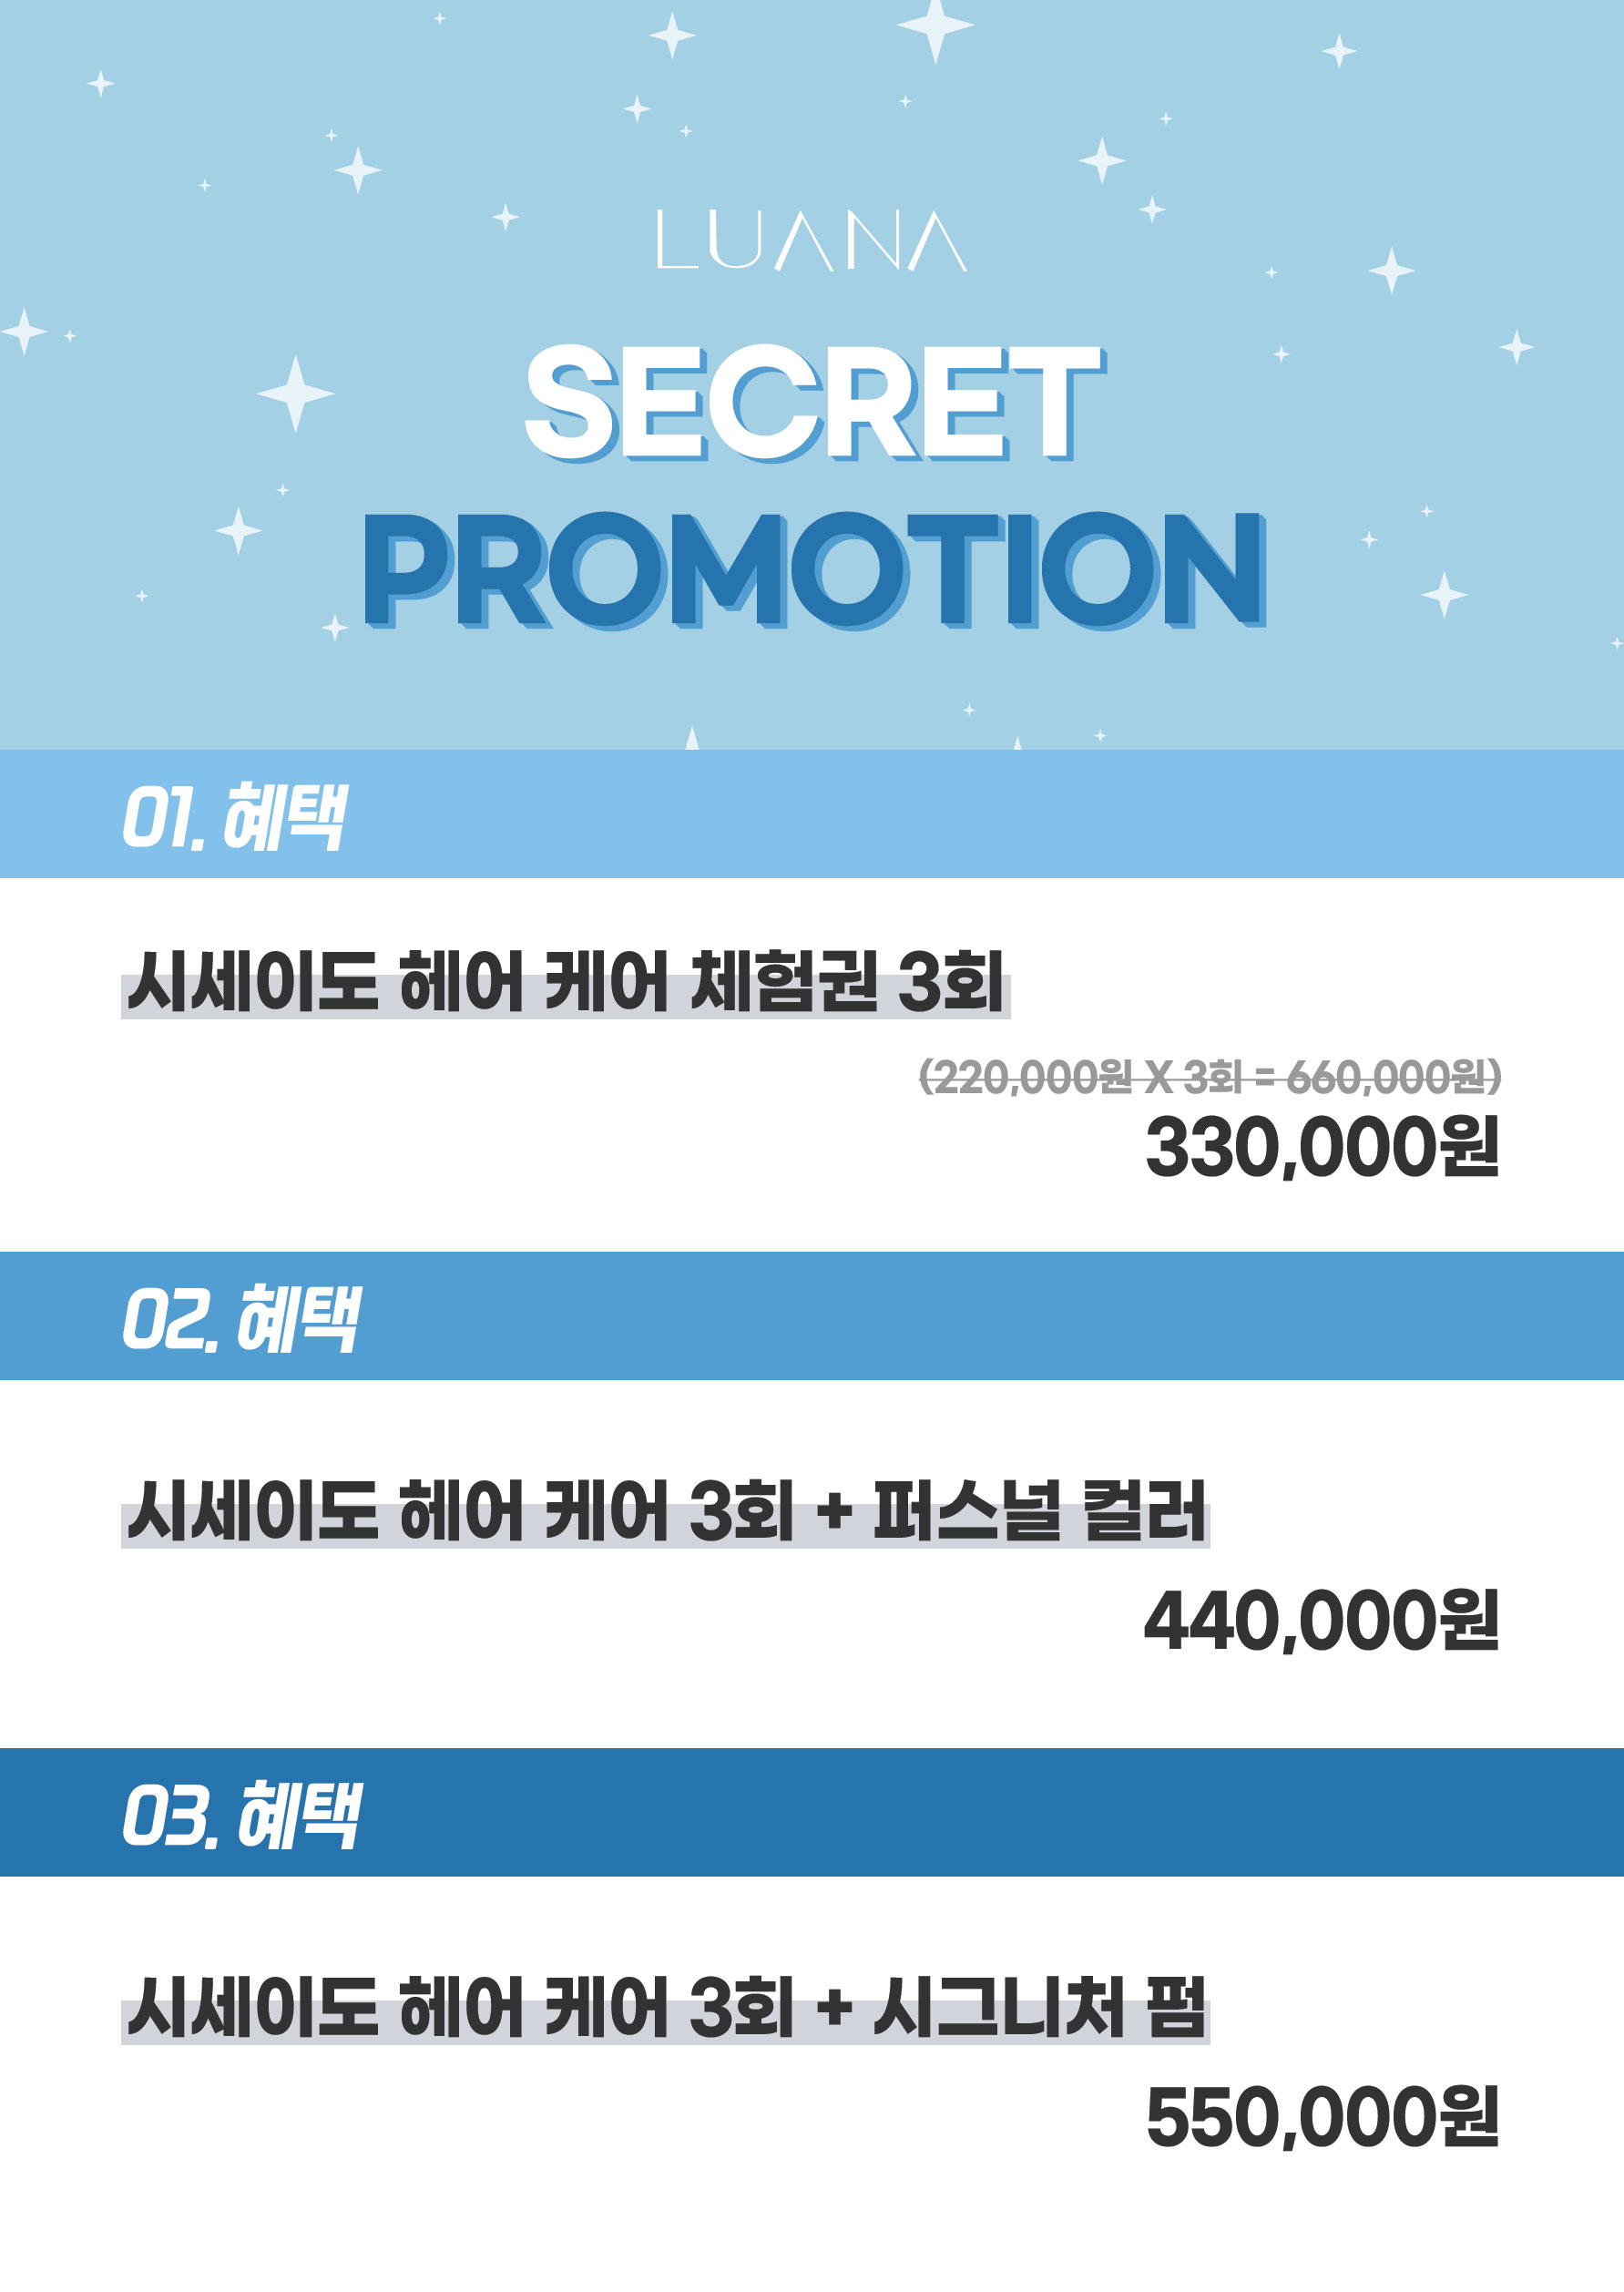 LUANA
SECRET
PROMOTION
01. 혜택
시세이도 헤어 케어 체험권 3회
(220,000원 X 3회 = 660,000원)
330,000원
02. 혜택
시세이도 헤어 케어 3회 + 퍼스널 컬러
440,000원
03. 혜택
시세이도 헤어 케어 3회 + 시그니처 펌
550,000원